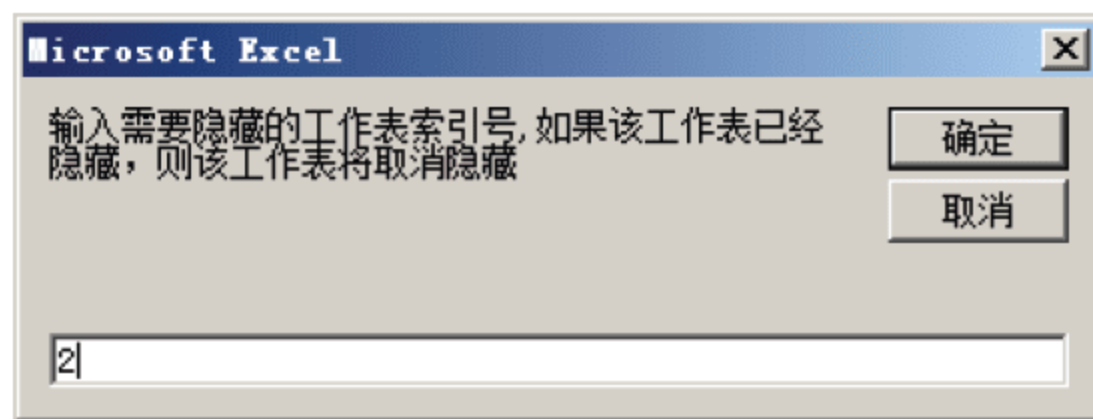 Microsoft Excel
输入需要隐藏的工作表索引号,如果该工作表已经
隐藏，则该工作表将取消隐藏
确定
取消
2